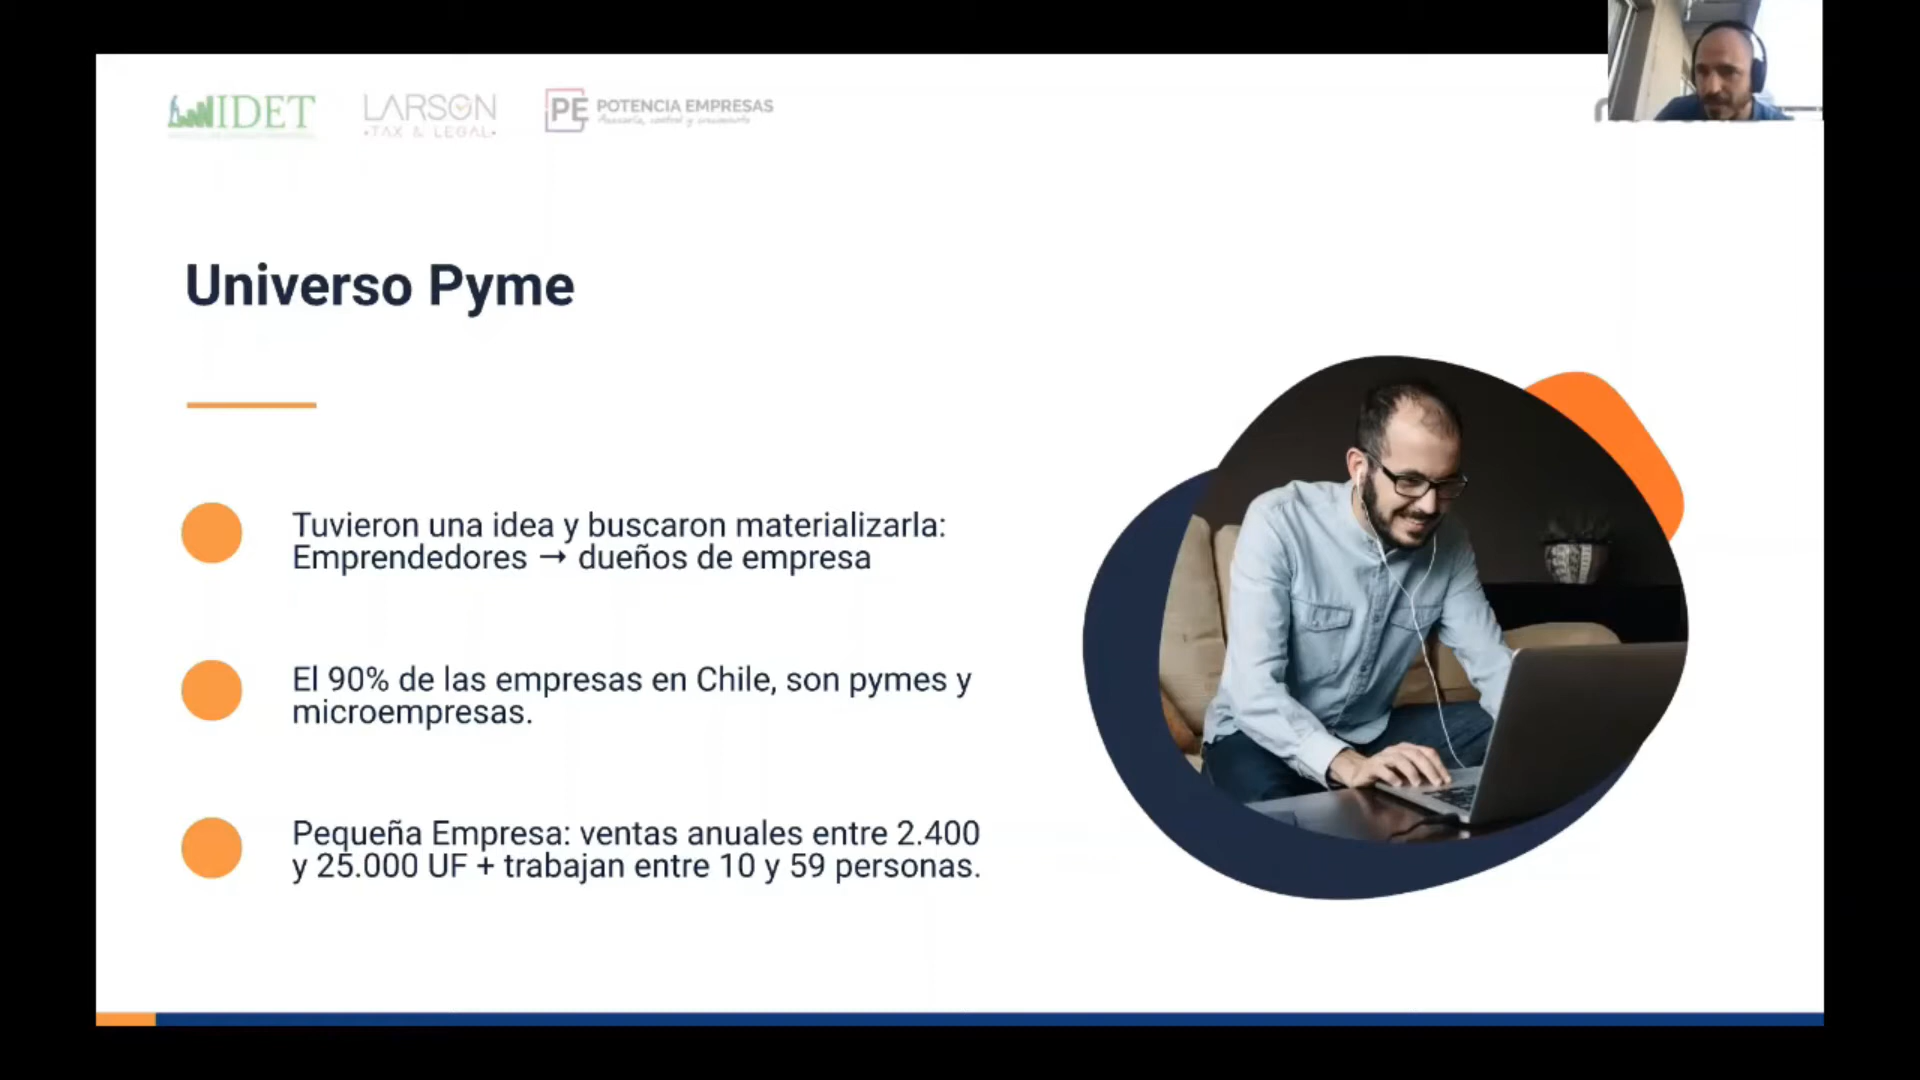 IDET
LARSON
•TAX & LEGAL•
PE POTENCIA EMPRESAS
Asesoría, control y crecimiento
Universo Pyme
Tuvieron una idea y buscaron materializarla:
Emprendedores → dueños de empresa
El 90% de las empresas en Chile, son pymes y
microempresas.
Pequeña Empresa: ventas anuales entre 2.400
y 25.000 UF + trabajan entre 10 y 59 personas.